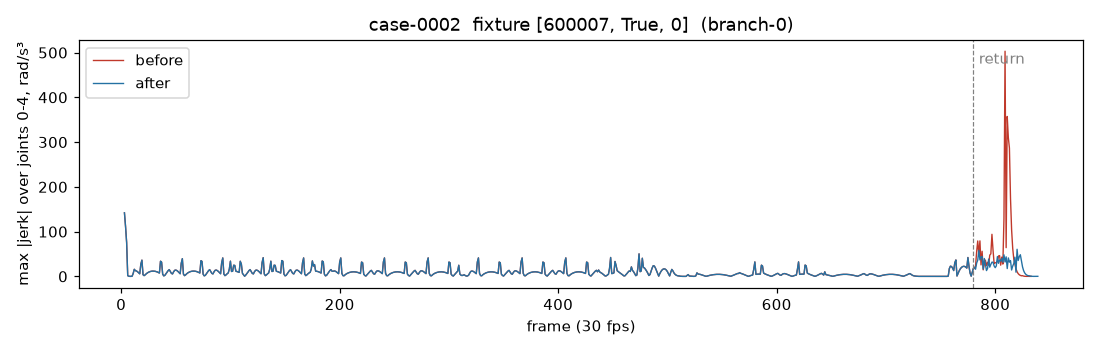 case-0002  fixture [600007, True, 0]  (branch-0)
max |jerk| over joints 0-4, rad/s³
500
400
300
200
100
0
before
after
return
0
200
400
600
800
frame (30 fps)